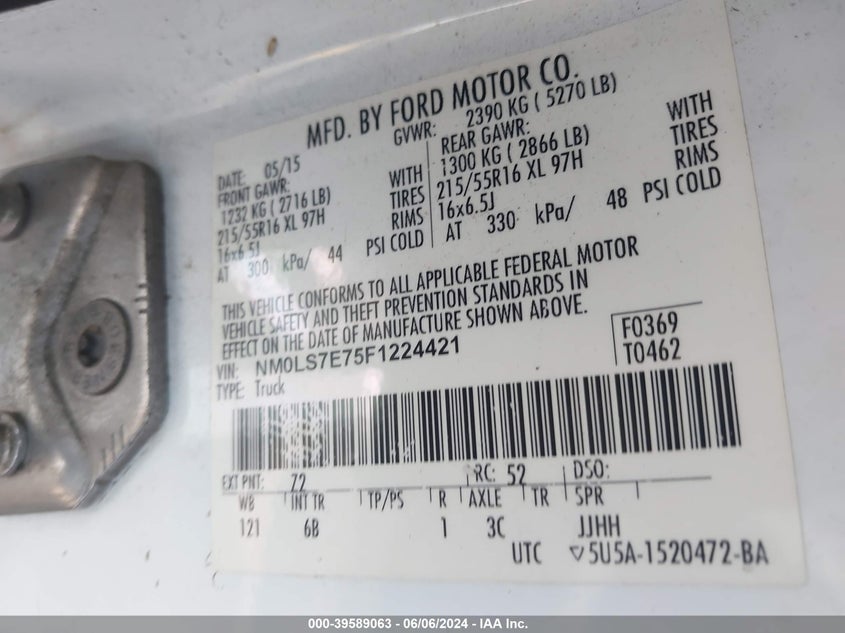 MFD. BY FORD MOTOR CO.
DATE: 05/15 GVWR: 2390 KG ( 5270 LB)
FRONT GAWR: REAR GAWR:
1232 KG ( 2716 LB) WITH 1300 KG ( 2866 LB) WITH
215/55R16 XL 97H TIRES 215/55R16 XL 97H TIRES
16x6.5J RIMS 16x6.5J RIMS
AT 300 kPa/ 44 PSI COLD AT 330 kPa/ 48 PSI COLD
THIS VEHICLE CONFORMS TO ALL APPLICABLE FEDERAL MOTOR
VEHICLE SAFETY AND THEFT PREVENTION STANDARDS IN
EFFECT ON THE DATE OF MANUFACTURE SHOWN ABOVE.
VIN: NM0LS7E75F1224421 F0369
TYPE: Truck T0462
EXT PNT: Z2 RC: 52 DSO:
WB INT TR TP/PS R AXLE TR SPR
121 6B 1 3C JJHH
UTC ▽5U5A-1520472-BA
000-39589063 - 06/06/2024 - IAA Inc.